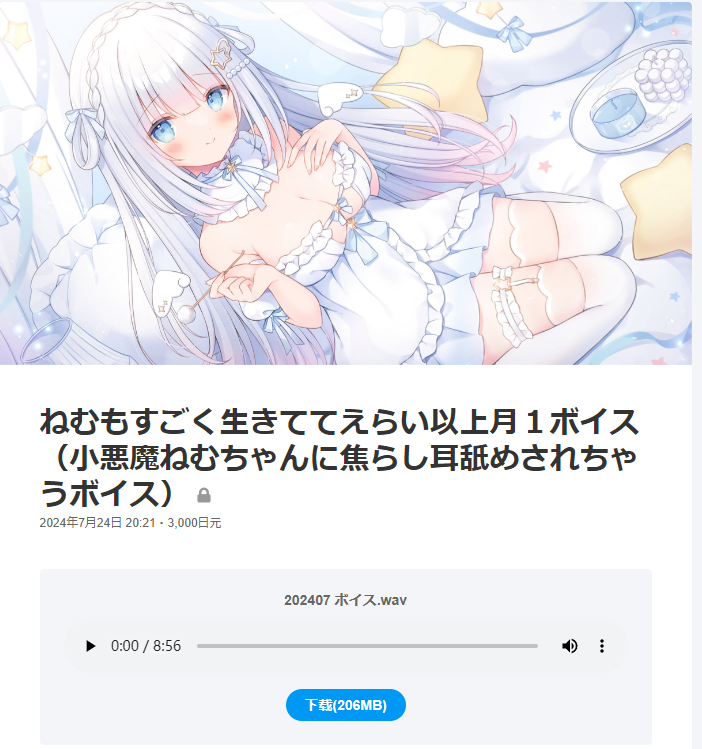 ねむもすごく生きててえらい以上月１ボイス
（小悪魔ねむちゃんに焦らし耳舐めされちゃ
うボイス）
2024年7月24日 20:21・3,000日元
202407 ボイス.wav
0:00 / 8:56
下载(206MB)